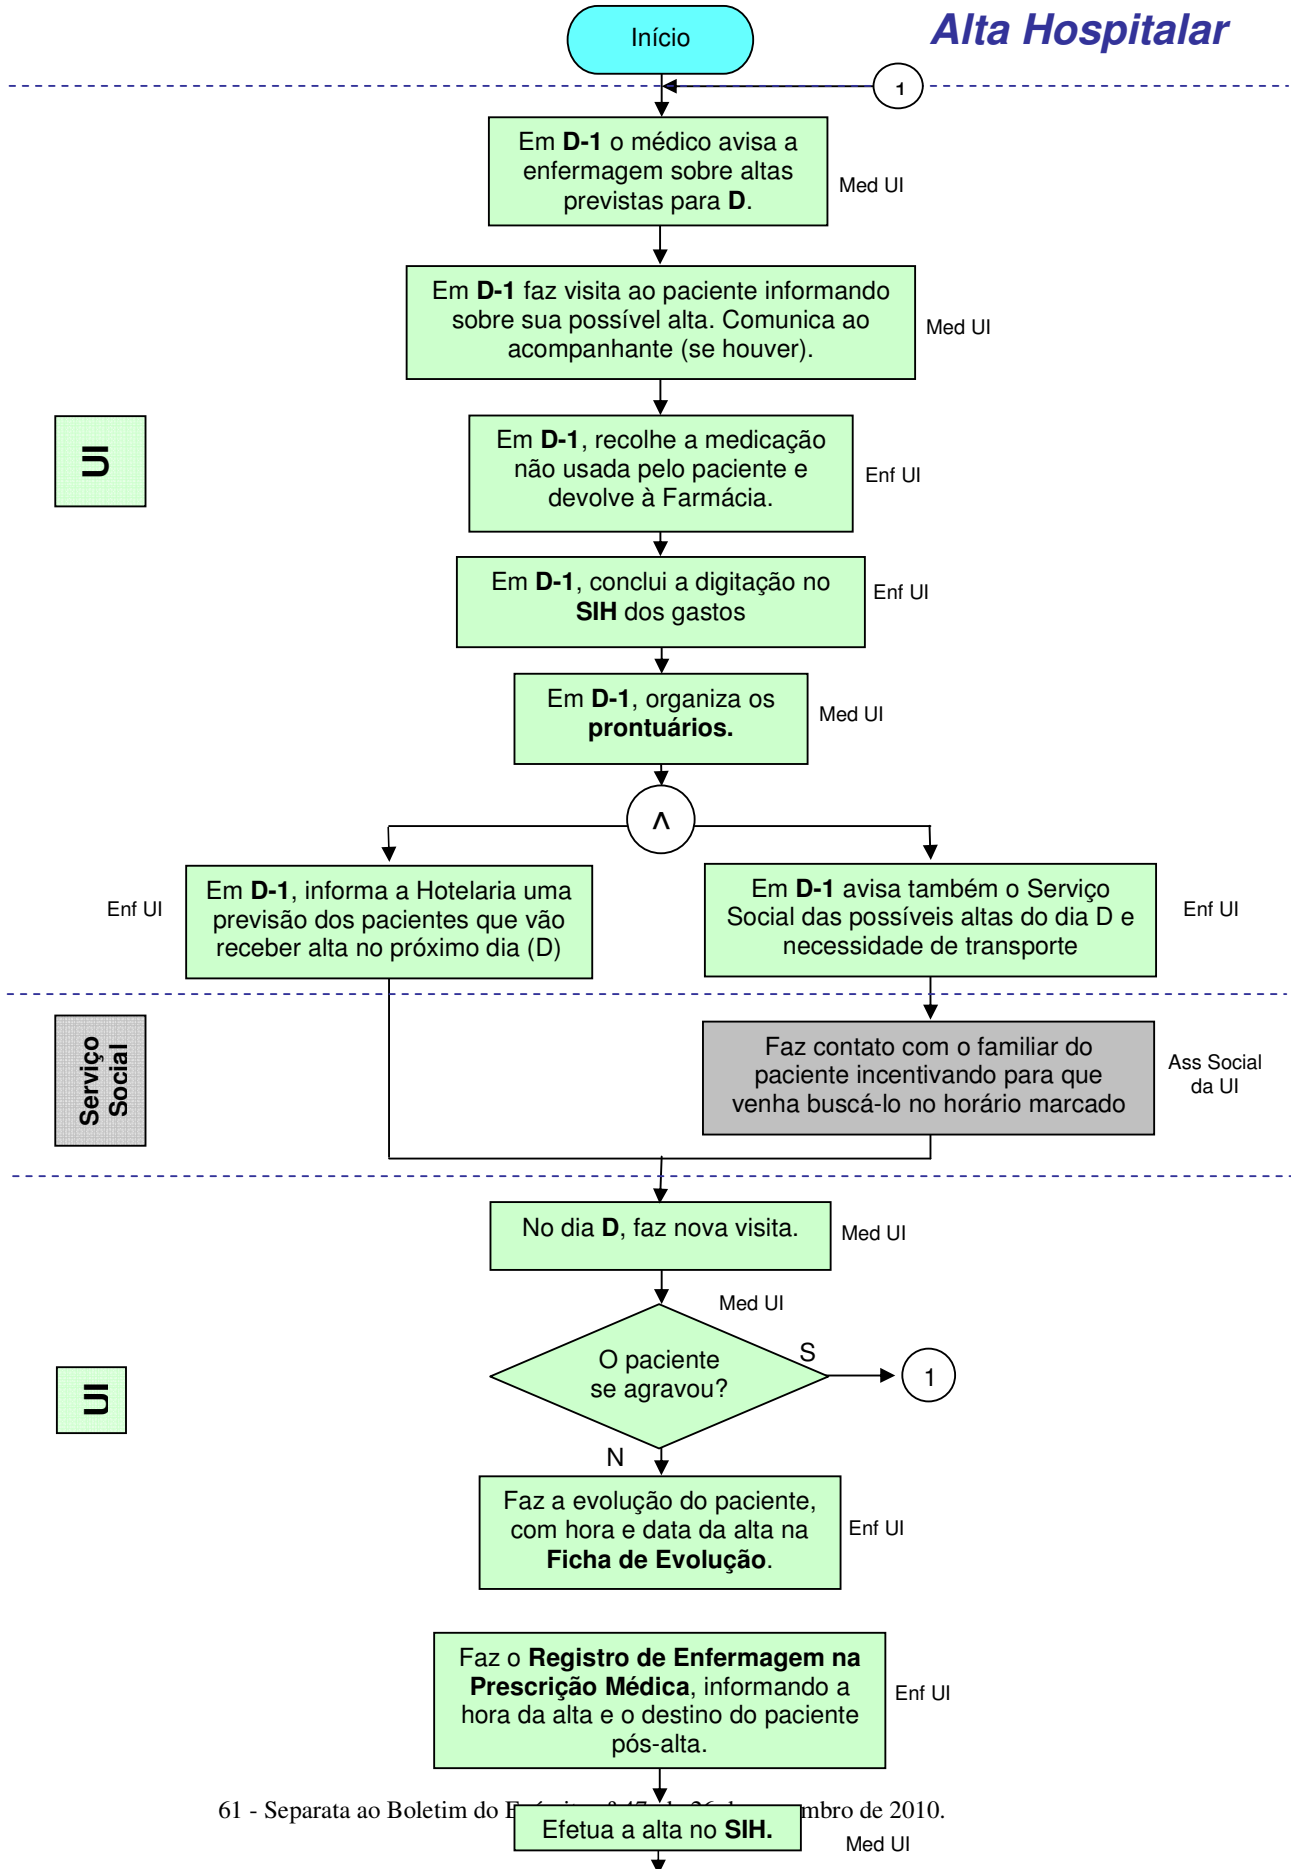 Início
Alta Hospitalar
1
Em D-1 o médico avisa a
enfermagem sobre altas
previstas para D.
Med UI
Em D-1 faz visita ao paciente informando
sobre sua possível alta. Comunica ao
acompanhante (se houver).
Med UI
UI
Em D-1, recolhe a medicação
não usada pelo paciente e
devolve à Farmácia.
Enf UI
Em D-1, conclui a digitação no
SIH dos gastos
Enf UI
Em D-1, organiza os
prontuários.
Med UI
^
Enf UI
Em D-1, informa a Hotelaria uma
previsão dos pacientes que vão
receber alta no próximo dia (D)
Em D-1 avisa também o Serviço
Social das possíveis altas do dia D e
necessidade de transporte
Enf UI
Serviço
Social
Faz contato com o familiar do
paciente incentivando para que
venha buscá-lo no horário marcado
Ass Social
da UI
No dia D, faz nova visita.
Med UI
Med UI
O paciente
se agravou?
S
1
UI
N
Faz a evolução do paciente,
com hora e data da alta na
Ficha de Evolução.
Enf UI
Faz o Registro de Enfermagem na
Prescrição Médica, informando a
hora da alta e o destino do paciente
pós-alta.
Enf UI
61 - Separata ao Boletim do mbro de 2010.
Efetua a alta no SIH.
Med UI